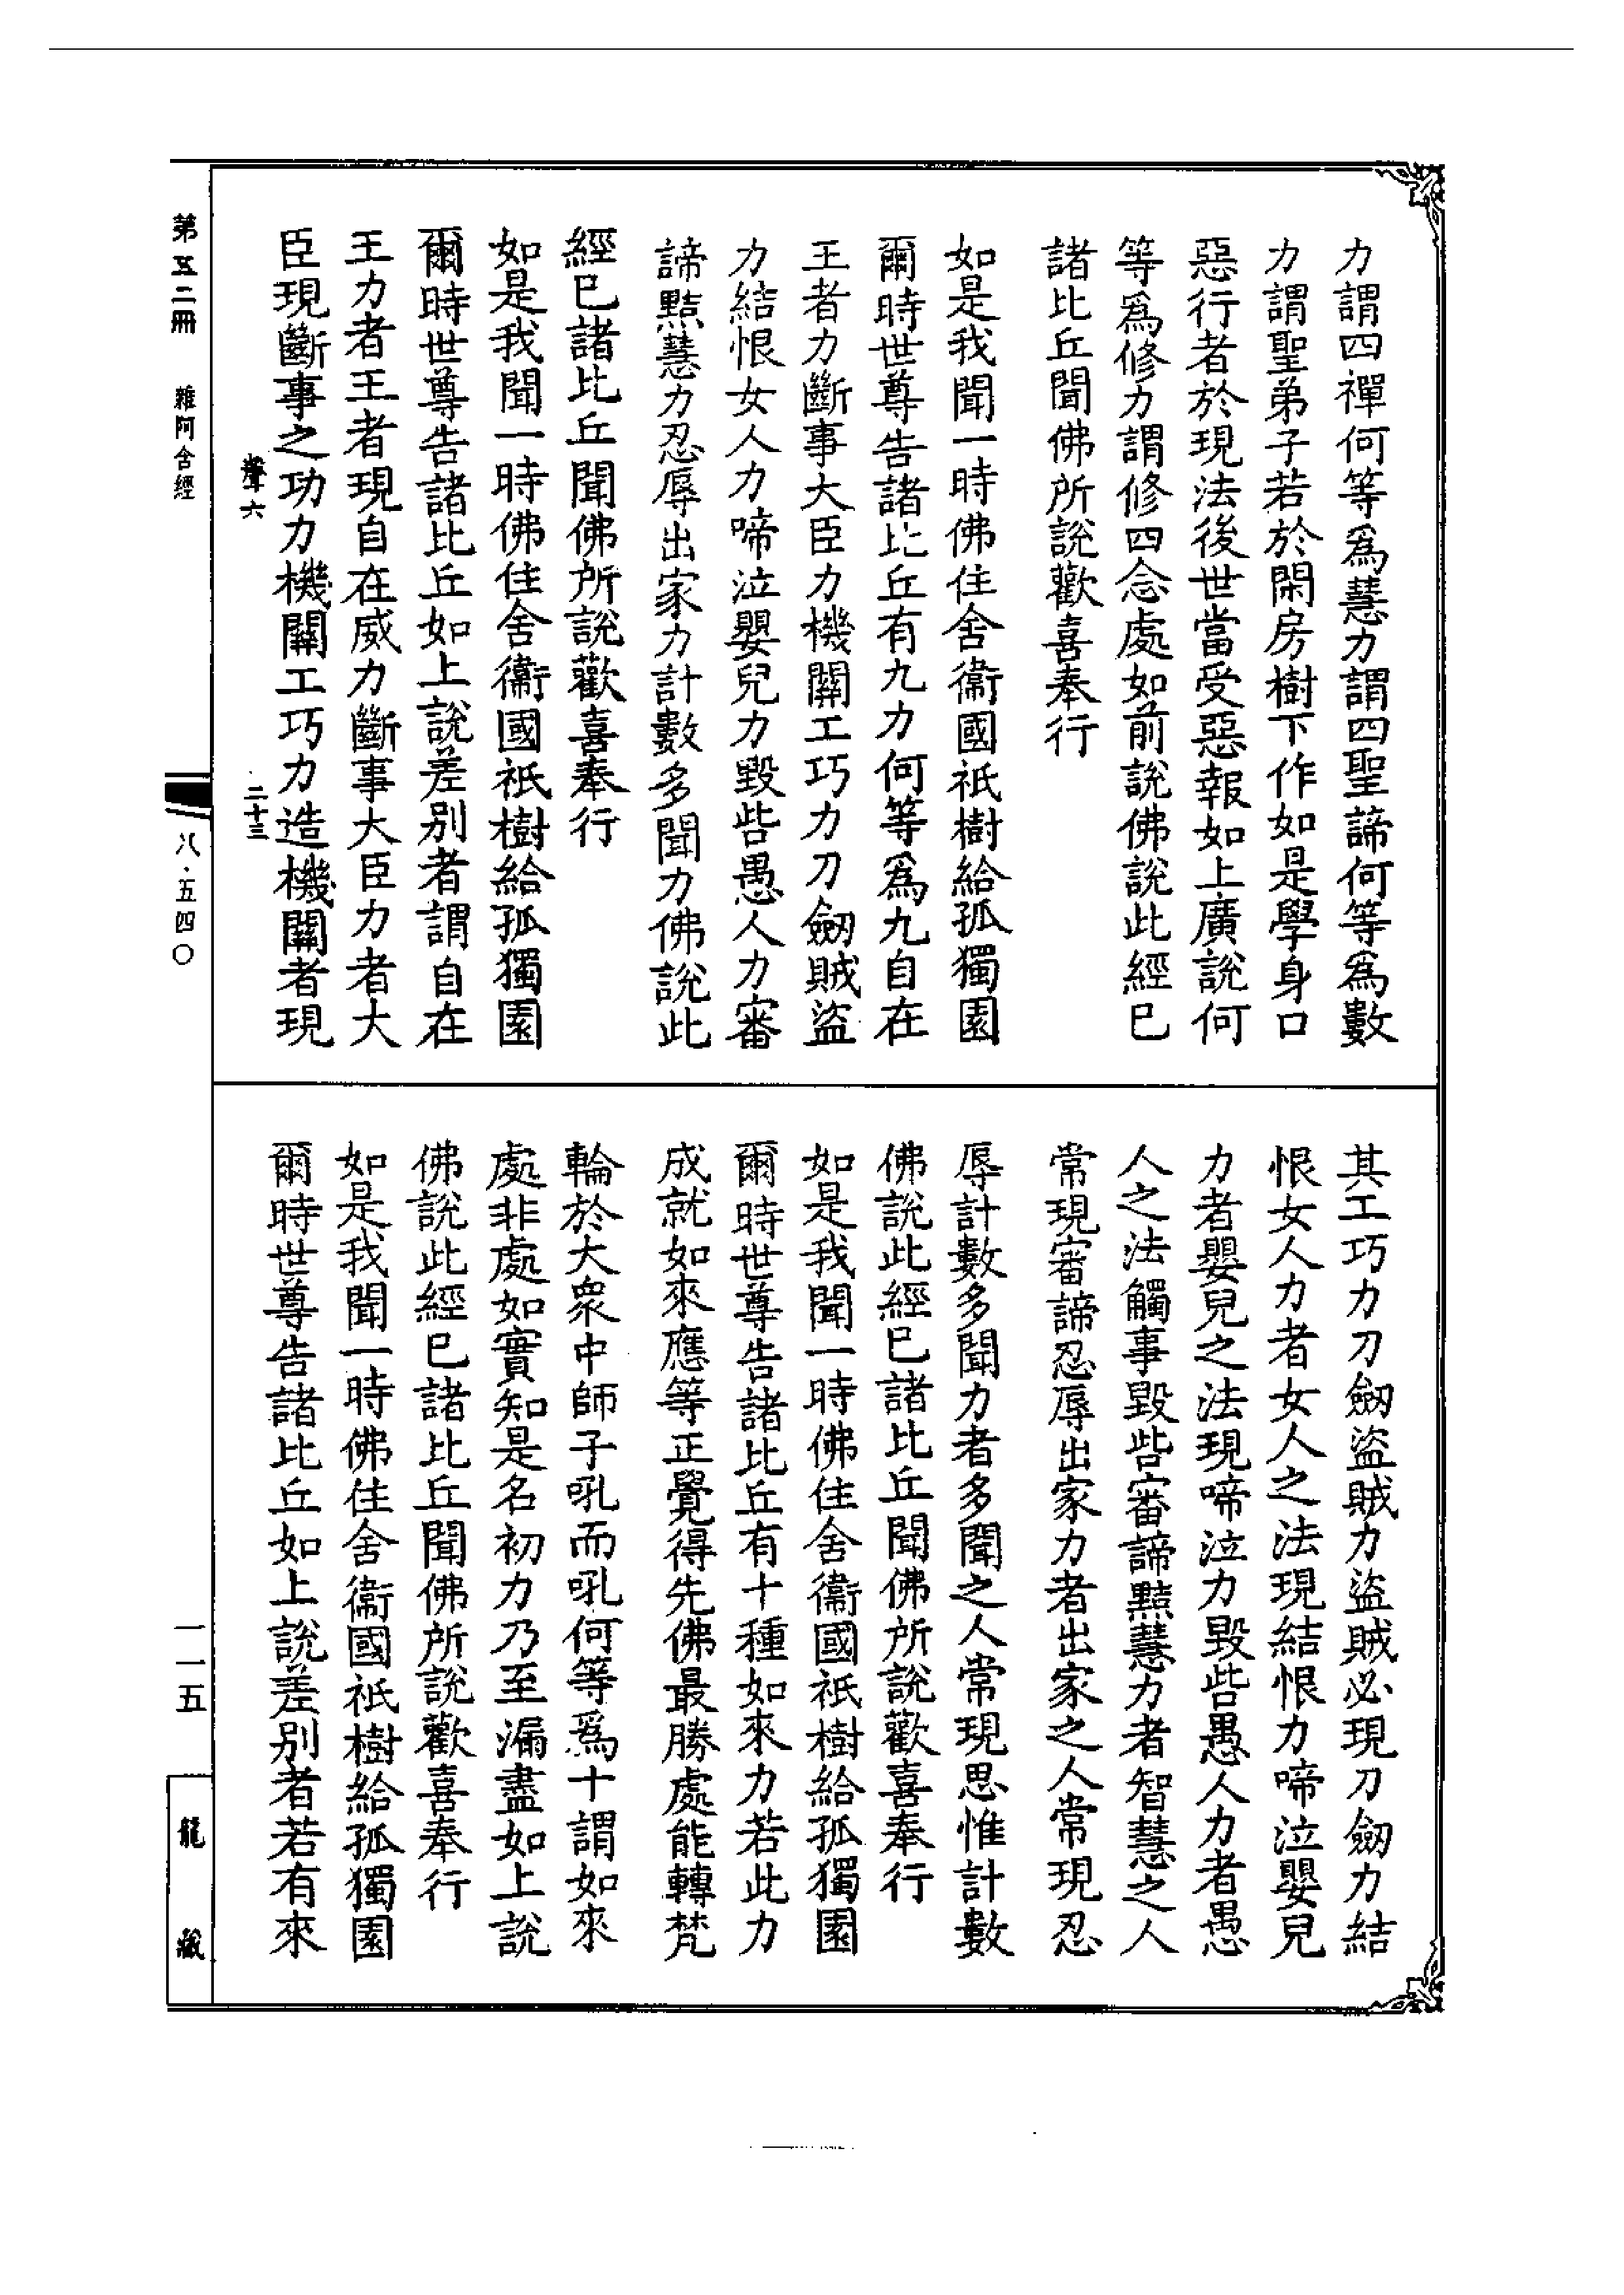 力謂四禪何等爲慧力謂四聖諦何等爲數
力謂聖弟子若於閑房樹下作如是學身口
惡行者於現法後世當受惡報如上廣說何
等爲修力謂修四念處如前說佛說此經巳
諸比丘聞佛所說歡喜奉行
如是我聞一時佛住舍衞國祇樹給孤獨園
爾時世尊告諸比丘有九力何等爲九自在
王者力斷事大臣力機關工巧力刀劒賊盜
力結恨女人力啼泣嬰兒力毀呰愚人力審
諦黠慧力忍辱出家力計數多聞力佛說此
經巳諸比丘聞佛所說歡喜奉行
如是我聞一時佛住舍衞國祇樹給孤獨園
爾時世尊告諸比丘如上說差別者謂自在
王力者王者現自在威力斷事大臣力者大
臣現斷事之功力機關工巧力造機關者現
其工巧力刀劒盜賊力盜賊必現刀劒力結
恨女人力者女人之法現結恨力啼泣嬰兒
力者嬰兒之法現啼泣力毀呰愚人力者愚
人之法觸事毀呰審諦黠慧力者智慧之人
常現審諦忍辱出家力者出家之人常現忍
辱計數多聞力者多聞之人常現思惟計數
佛說此經巳諸比丘聞佛所說歡喜奉行
如是我聞一時佛住舍衞國祇樹給孤獨園
爾時世尊告諸比丘有十種如來力若此力
成就如來應等正覺得先佛最勝處能轉梵
輪於大衆中師子吼而吼何等爲十謂如來
處非處如實知是名初力乃至漏盡如上說
佛說此經巳諸比丘聞佛所說歡喜奉行
如是我聞一時佛住舍衞國祇樹給孤獨園
爾時世尊告諸比丘如上說差別者若有來
六 二十三
第五二冊 雜阿含經
八·五四〇
一一五
龍藏